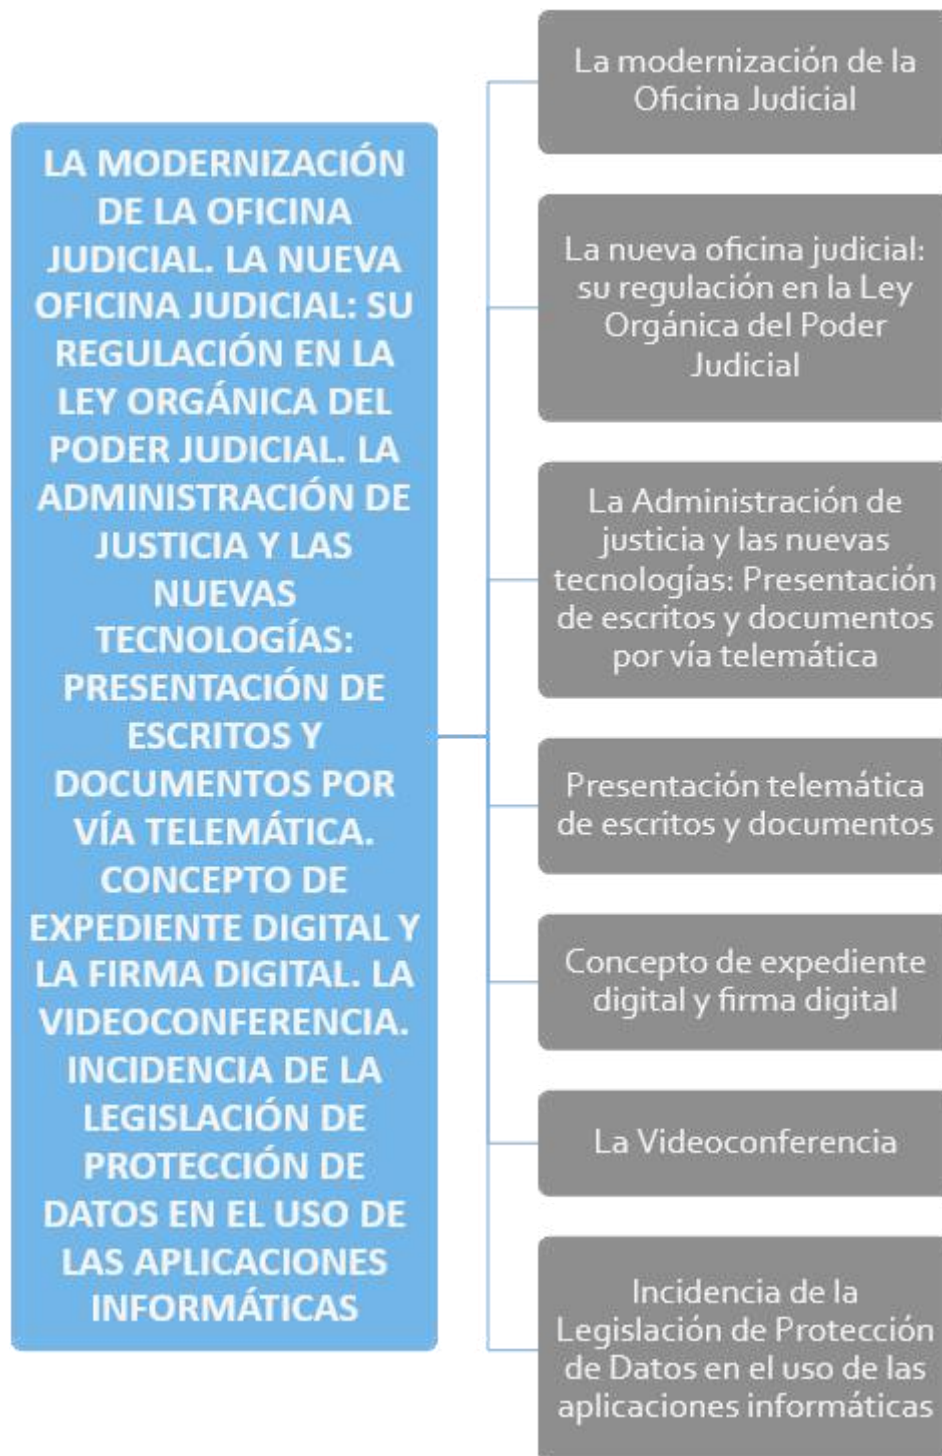 LA MODERNIZACIÓN
DE LA OFICINA
JUDICIAL. LA NUEVA
OFICINA JUDICIAL: SU
REGULACIÓN EN LA
LEY ORGÁNICA DEL
PODER JUDICIAL. LA
ADMINISTRACIÓN DE
JUSTICIA Y LAS
NUEVAS
TECNOLOGÍAS:
PRESENTACIÓN DE
ESCRITOS Y
DOCUMENTOS POR
VÍA TELEMÁTICA.
CONCEPTO DE
EXPEDIENTE DIGITAL Y
LA FIRMA DIGITAL. LA
VIDEOCONFERENCIA.
INCIDENCIA DE LA
LEGISLACIÓN DE
PROTECCIÓN DE
DATOS EN EL USO DE
LAS APLICACIONES
INFORMÁTICAS
La modernización de la
Oficina Judicial
La nueva oficina judicial:
su regulación en la Ley
Orgánica del Poder
Judicial
La Administración de
justicia y las nuevas
tecnologías: Presentación
de escritos y documentos
por vía telemática
Presentación telemática
de escritos y documentos
Concepto de expediente
digital y firma digital
La Videoconferencia
Incidencia de la
Legislación de Protección
de Datos en el uso de las
aplicaciones informáticas